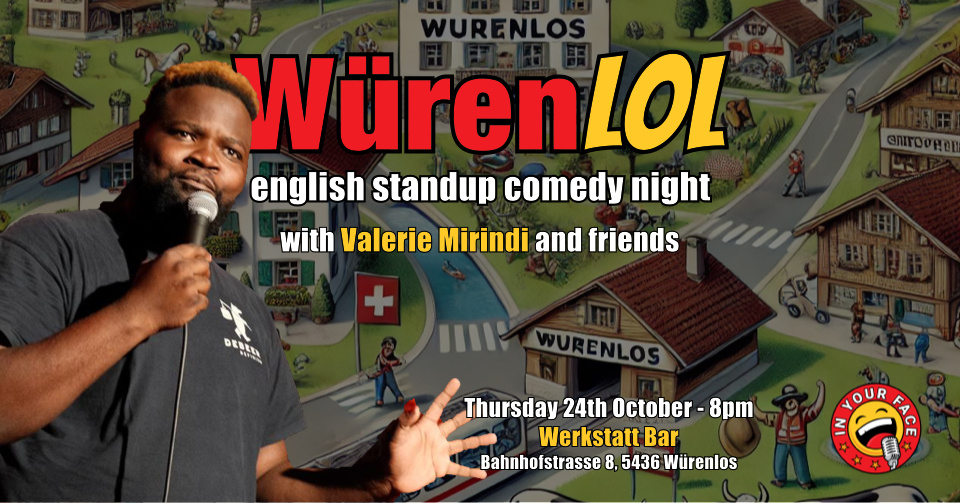 WURENLOS
WürenLOL
english standup comedy night
with Valerie Mirindi and friends
WURENLOS
DEBEER
Thursday 24th October - 8pm
Werkstatt Bar
Bahnhofstrasse 8, 5436 Würenlos
IN YOUR FACE